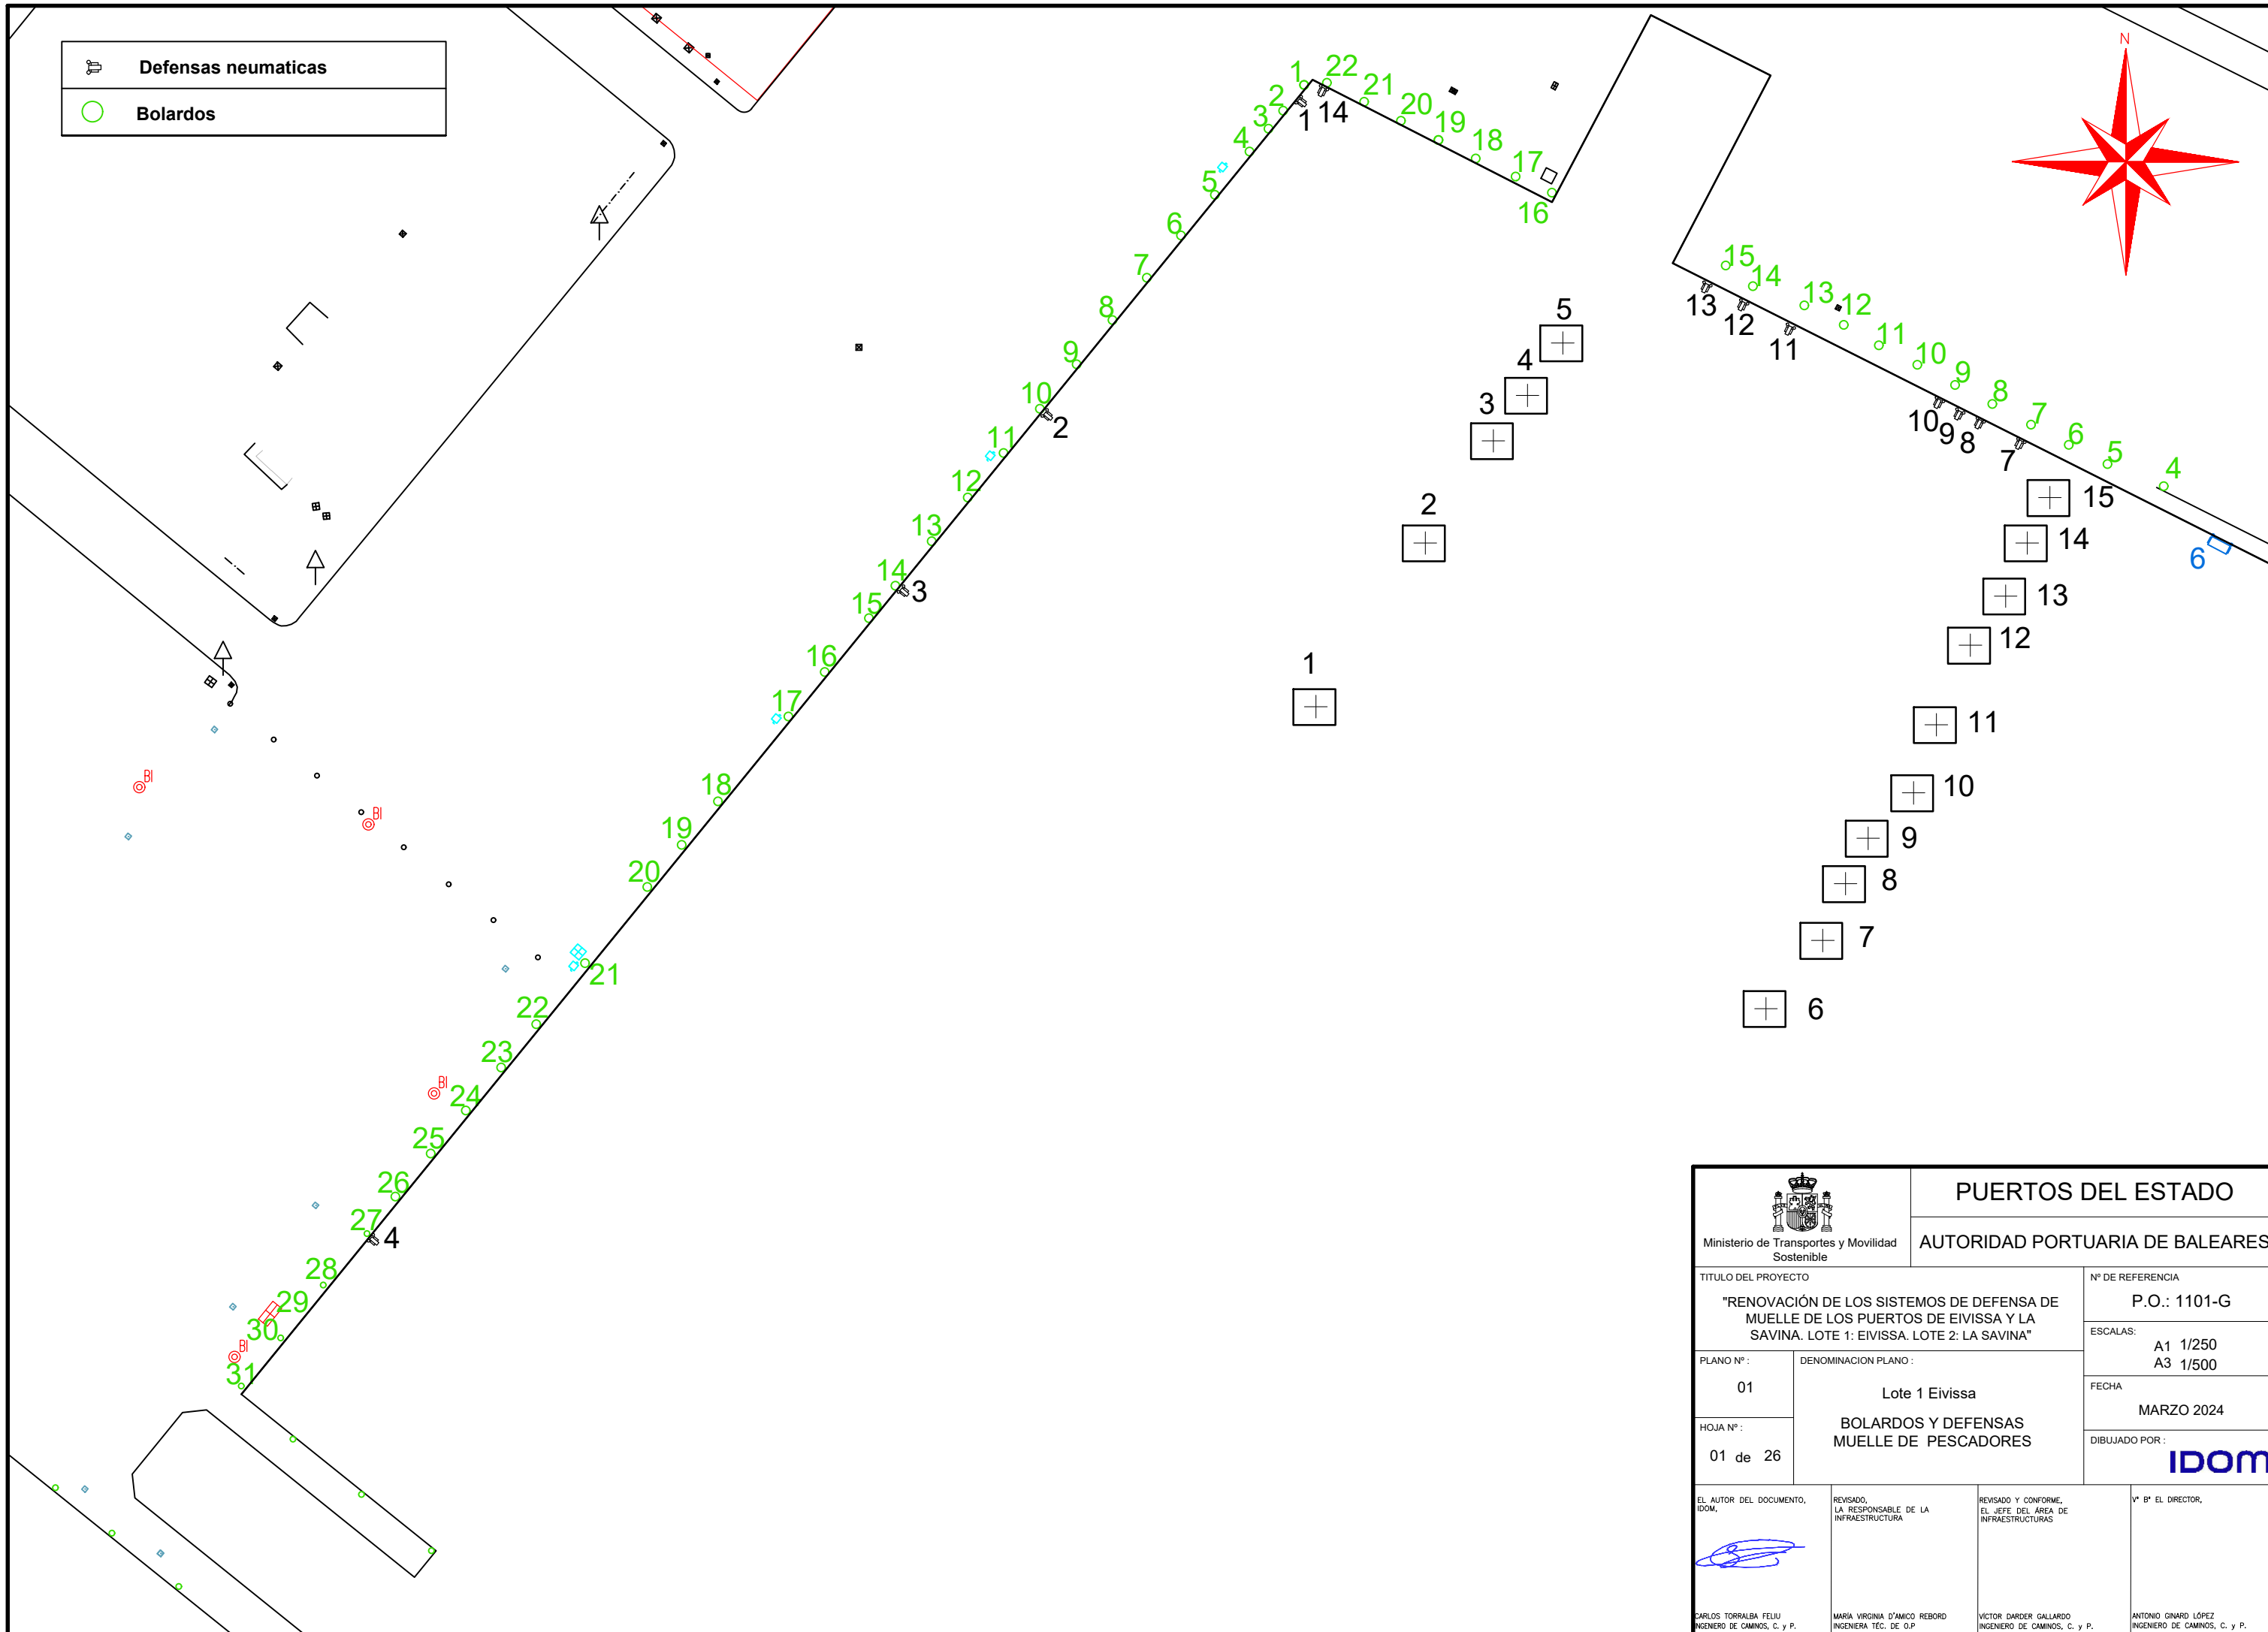 Defensas neumaticas
Bolardos
N
1
2
3
4
5
6
7
8
9
10
11
12
13
14
15
16
17
18
19
20
21
22
23
24
25
26
27
28
29
30
31
22
21
20
19
18
17
16
15
14
13
12
11
10
9
8
7
6
5
4
1
14
2
3
4
13
12
11
10
9
8
7
6
5
4
3
2
1
15
14
13
12
11
10
9
8
7
6
BI
BI
BI
BI
Ministerio de Transportes y Movilidad
Sostenible
PUERTOS DEL ESTADO
AUTORIDAD PORTUARIA DE BALEARES
TITULO DEL PROYECTO
"RENOVACIÓN DE LOS SISTEMOS DE DEFENSA DE
MUELLE DE LOS PUERTOS DE EIVISSA Y LA
SAVINA. LOTE 1: EIVISSA. LOTE 2: LA SAVINA"
Nº DE REFERENCIA
P.O.: 1101-G
ESCALAS:
A1 1/250
A3 1/500
PLANO Nº :
01
DENOMINACION PLANO :
Lote 1 Eivissa
BOLARDOS Y DEFENSAS
MUELLE DE PESCADORES
FECHA
MARZO 2024
HOJA Nº :
01 de 26
DIBUJADO POR :
IDOM
EL AUTOR DEL DOCUMENTO,
IDOM,
REVISADO,
LA RESPONSABLE DE LA
INFRAESTRUCTURA
REVISADO Y CONFORME,
EL JEFE DEL ÁREA DE
INFRAESTRUCTURAS
Vº Bº EL DIRECTOR,
CARLOS TORRALBA FELIU
INGENIERO DE CAMINOS, C. y P.
MARÍA VIRGINIA D'AMICO REBORD
INGENIERA TÉC. DE O.P
VÍCTOR DARDER GALLARDO
INGENIERO DE CAMINOS, C. y P.
ANTONIO GINARD LÓPEZ
INGENIERO DE CAMINOS, C. y P.